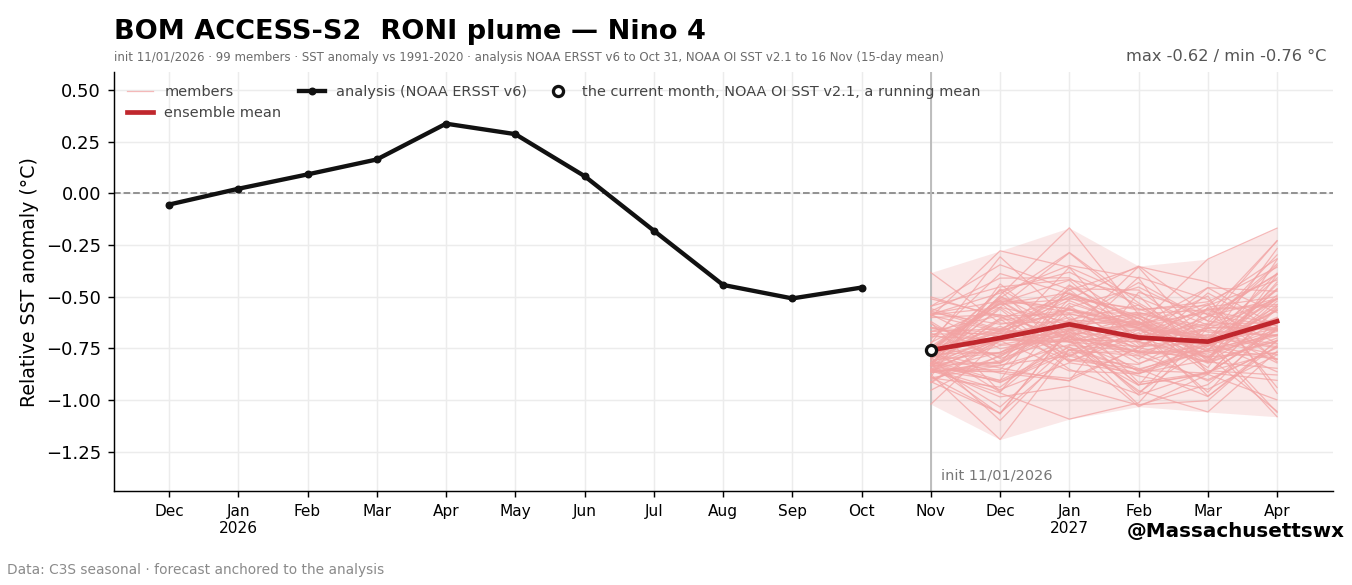 BOM ACCESS-S2  RONI plume — Nino 4
init 11/01/2026 · 99 members · SST anomaly vs 1991-2020 · analysis NOAA ERSST v6 to Oct 31, NOAA OI SST v2.1 to 16 Nov (15-day mean)
max -0.62 / min -0.76 °C
members
ensemble mean
analysis (NOAA ERSST v6)
the current month, NOAA OI SST v2.1, a running mean
Relative SST anomaly (°C)
0.50
0.25
0.00
−0.25
−0.50
−0.75
−1.00
−1.25
init 11/01/2026
Dec Jan Feb Mar Apr May Jun Jul Aug Sep Oct Nov Dec Jan Feb Mar Apr
2026 2027
@Massachusettswx
Data: C3S seasonal · forecast anchored to the analysis